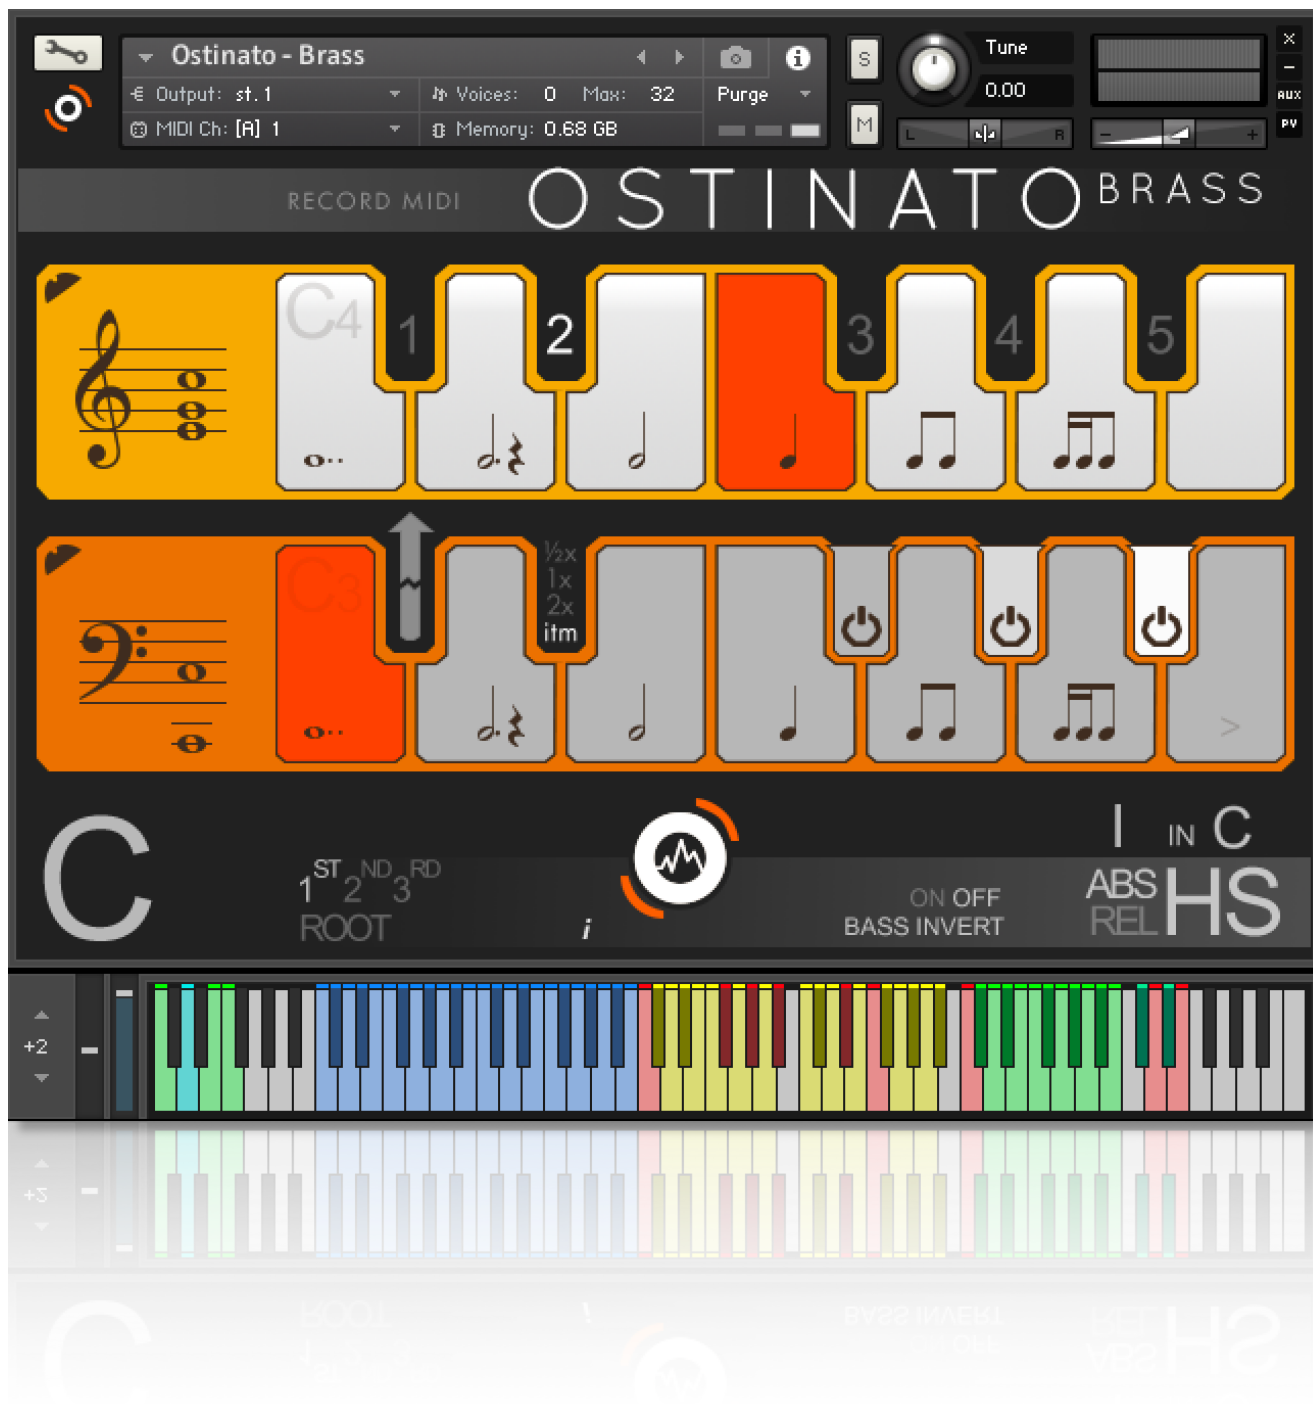 Ostinato - Brass
S
Tune
Output: st.1
Voices: 0 Max: 32
Purge
0.00
AUX
MIDI Ch: [A] 1
Memory: 0.68 GB
M
L
R
-
+
PV
RECORD MIDI
OSTINATO BRASS
C4 1 2 3 4 5
C3
½x
1x
2x
itm
>
C
I IN C
1ST 2ND 3RD
ROOT
i
ON OFF
BASS INVERT
ABS
REL
HS
+2